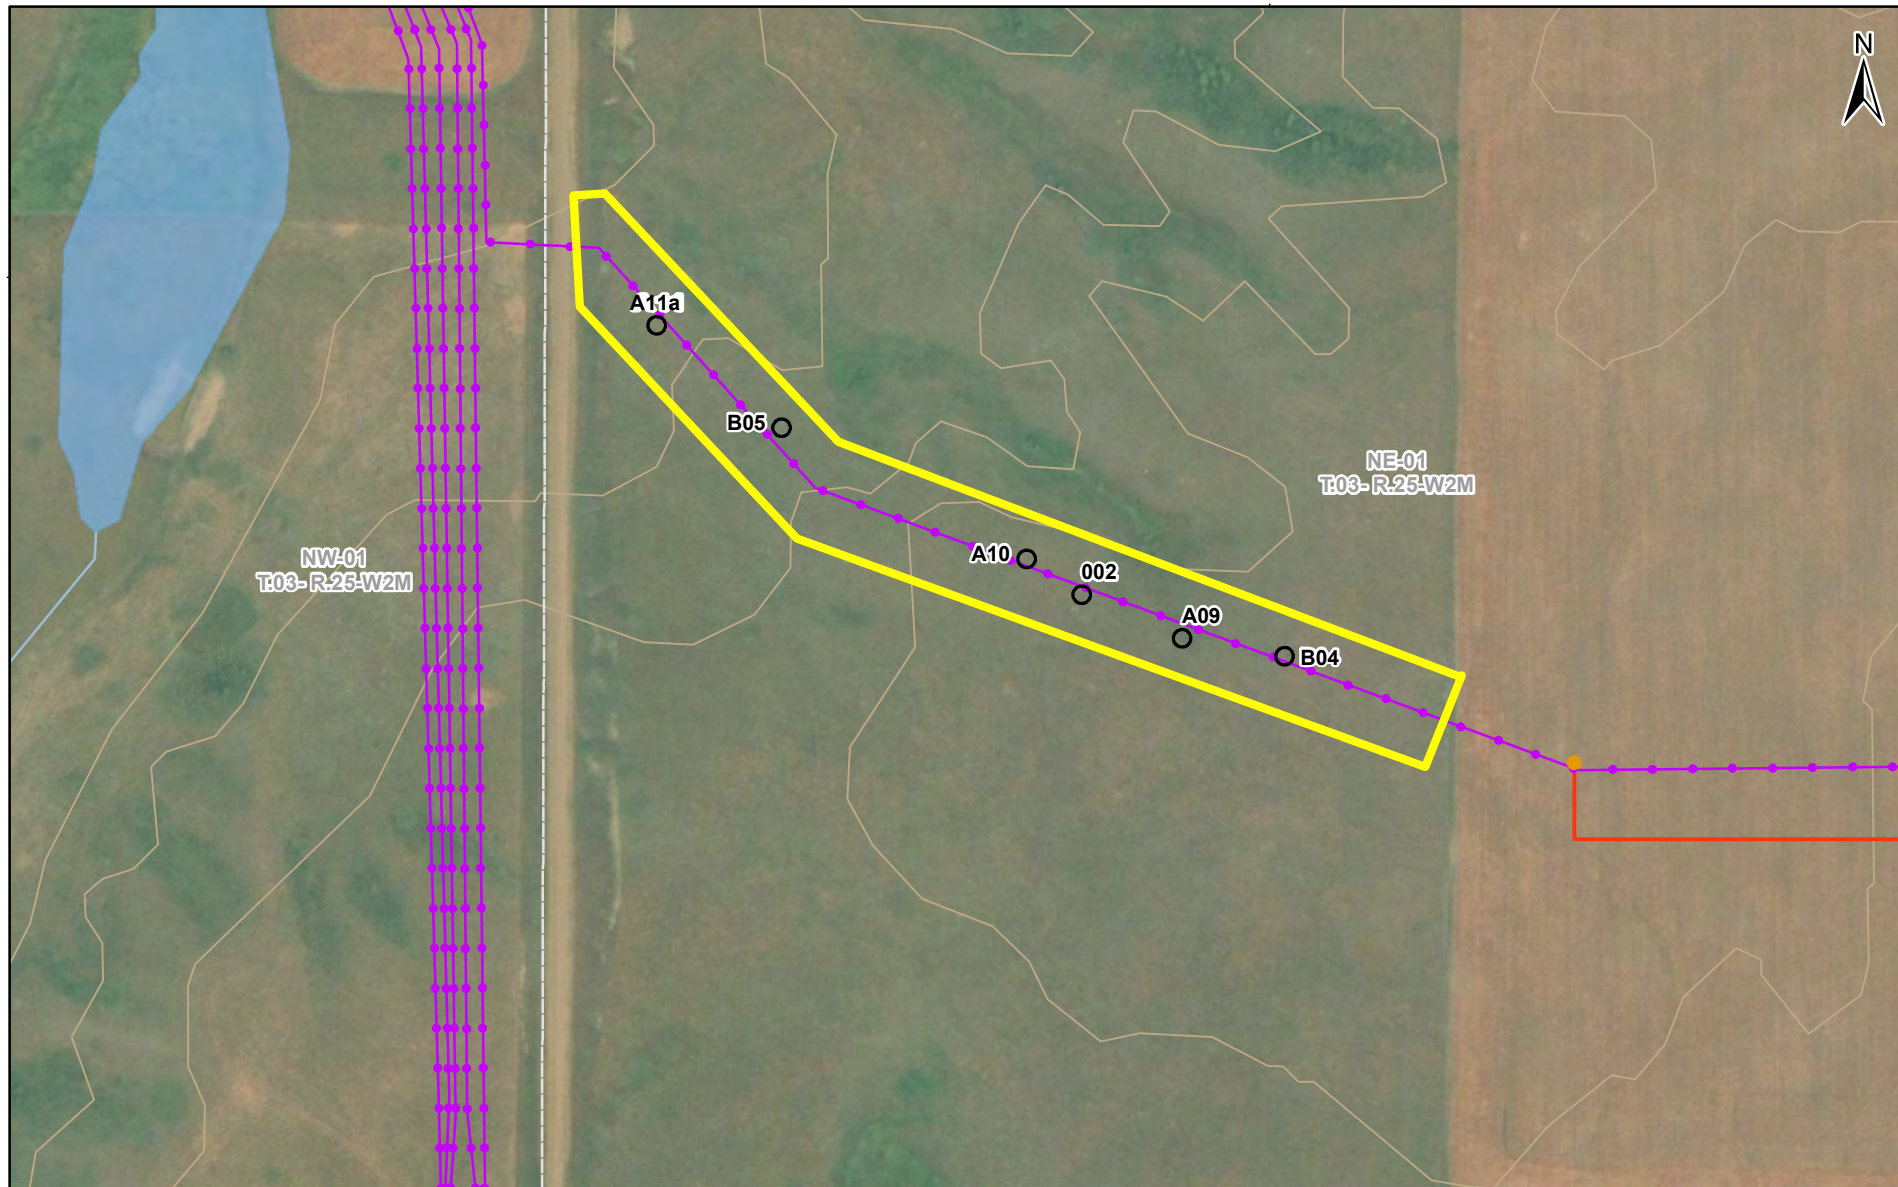 N
A11a
B05
NE-01
T.03- R.25-W2M
A10
002
NW-01
T.03- R.25-W2M
A09
B04